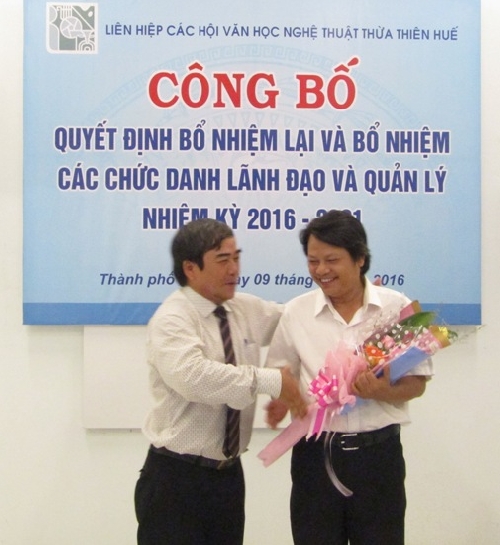 LIÊN HIỆP CÁC HỘI VĂN HỌC NGHỆ THUẬT THỪA THIÊN HUẾ
CÔNG BỐ
QUYẾT ĐỊNH BỔ NHIỆM LẠI VÀ BỔ NHIỆM
CÁC CHỨC DANH LÃNH ĐẠO VÀ QUẢN LÝ
NHIỆM KỲ 2016 -
Thành phố ngày 09 tháng 2016